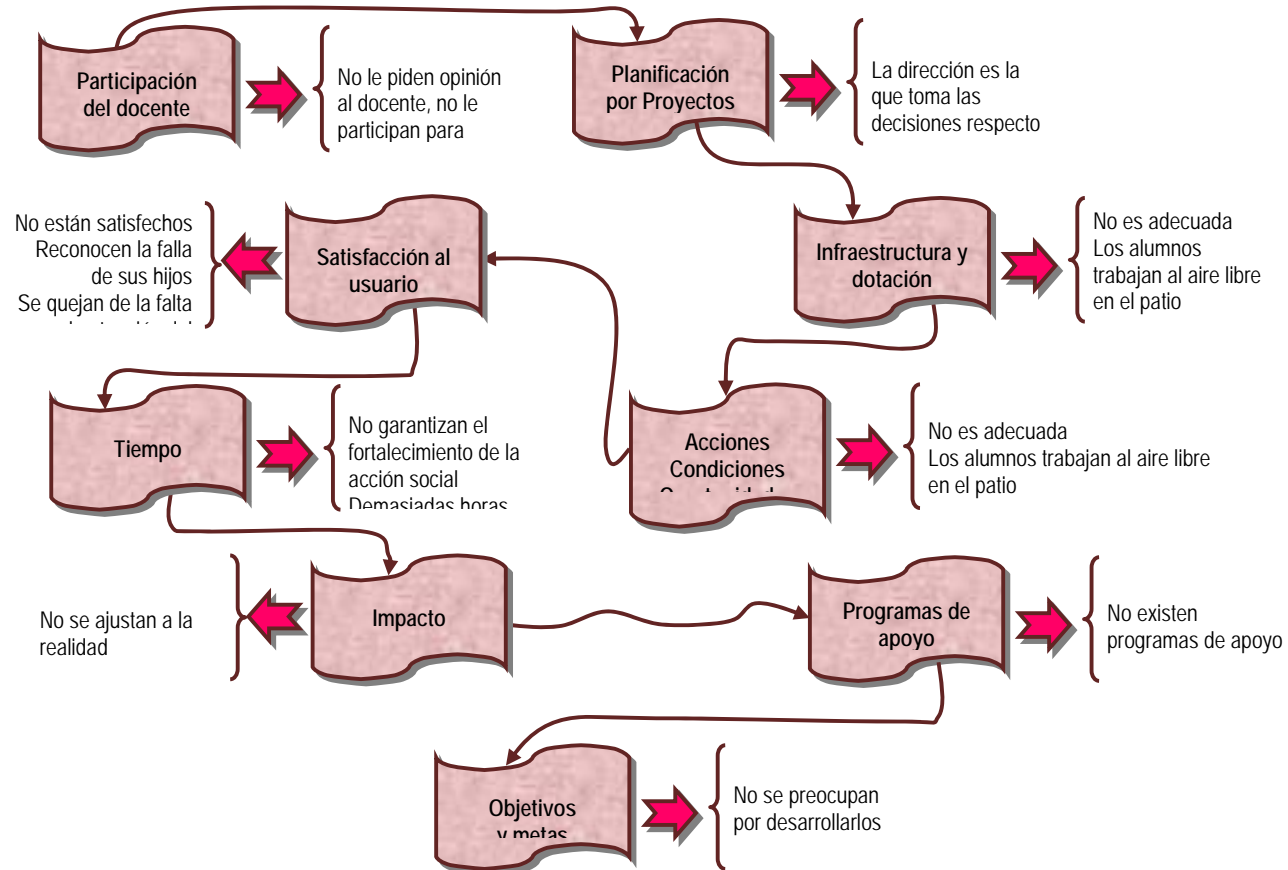 Participación
del docente
No le piden opinión
al docente, no le
participan para
Planificación
por Proyectos
La dirección es la
que toma las
decisiones respecto
Infraestructura y
dotación
No es adecuada
Los alumnos
trabajan al aire libre
en el patio
Acciones
Condiciones
No es adecuada
Los alumnos trabajan al aire libre
en el patio
Satisfacción al
usuario
No están satisfechos
Reconocen la falla
de sus hijos
Se quejan de la falta
Tiempo
No garantizan el
fortalecimiento de la
acción social
Demasiadas horas
Impacto
No se ajustan a la
realidad
Programas de
apoyo
No existen
programas de apoyo
Objetivos
y metas
No se preocupan
por desarrollarlos